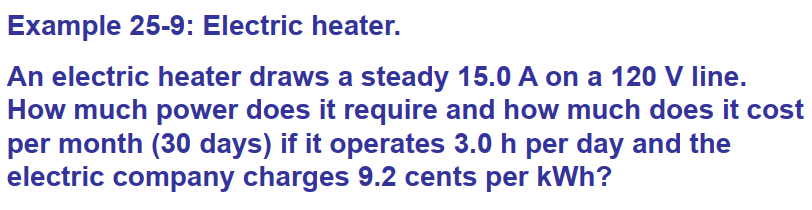 Example 25-9: Electric heater.
An electric heater draws a steady 15.0 A on a 120 V line.
How much power does it require and how much does it cost
per month (30 days) if it operates 3.0 h per day and the
electric company charges 9.2 cents per kWh?